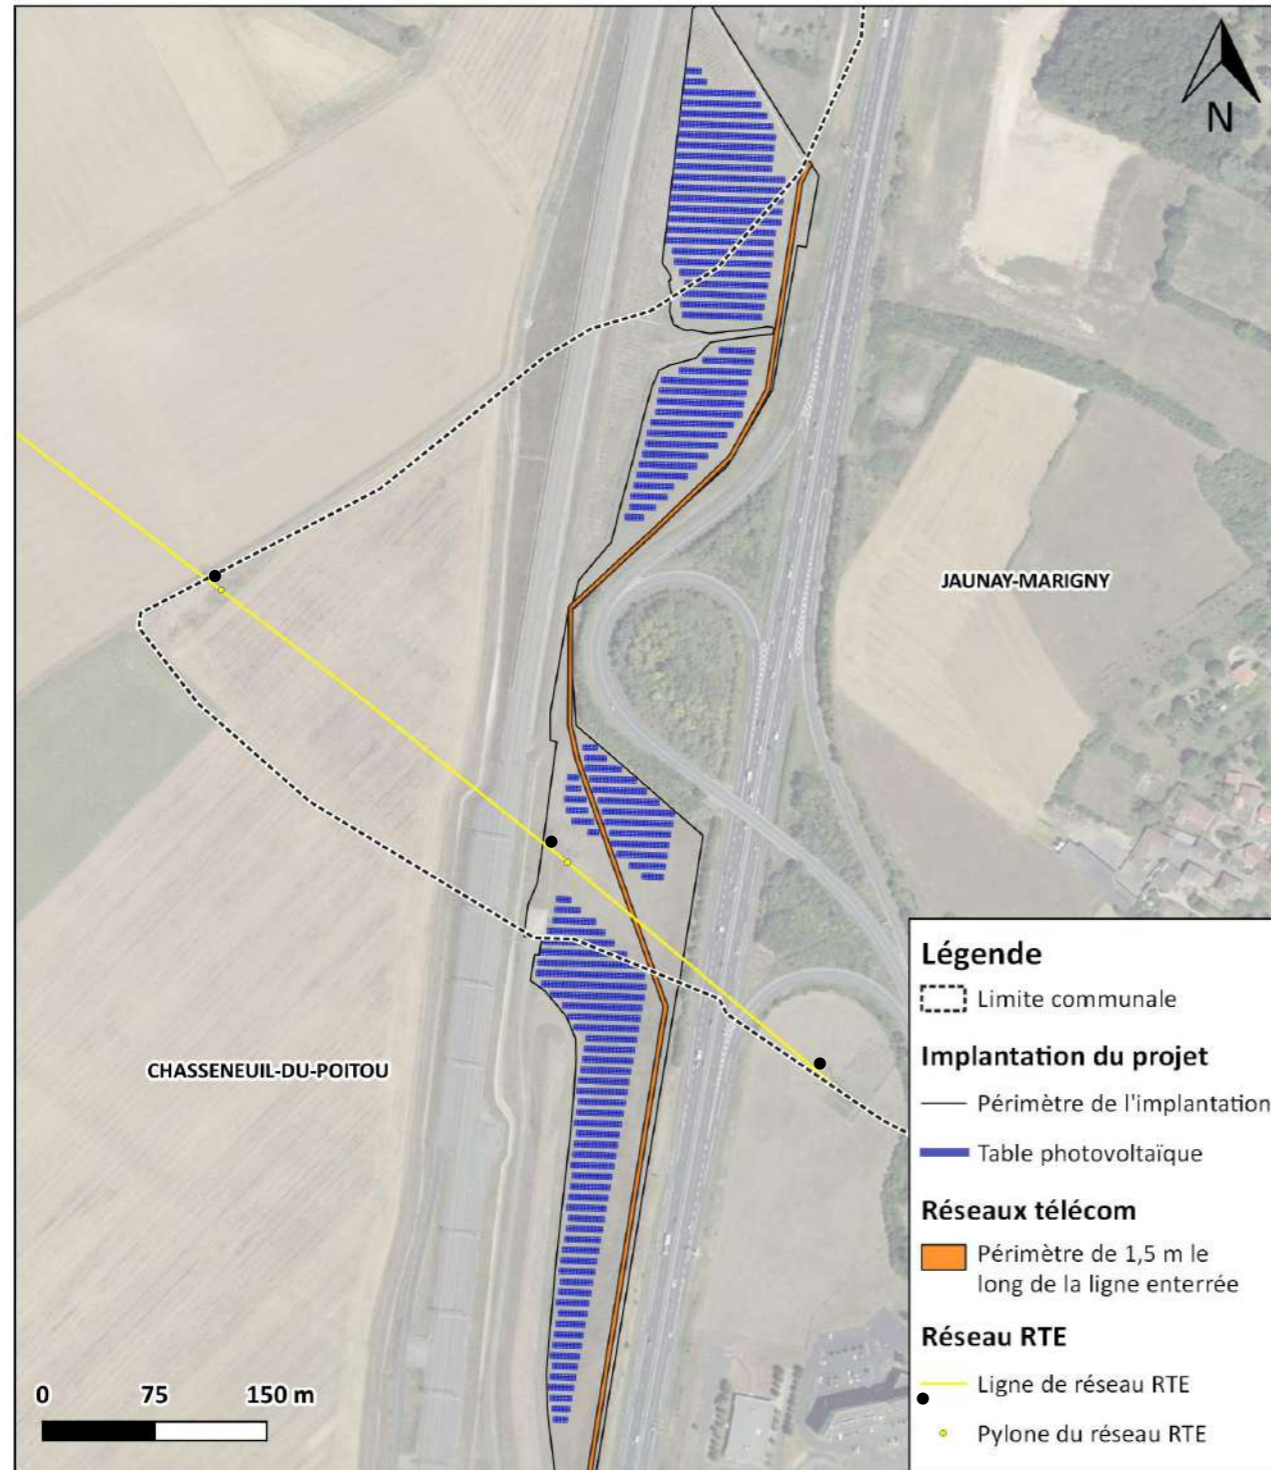 N
JAUNAY-MARIGNY
CHASSENEUIL-DU-POITOU
0 75 150 m
Légende
Limite communale
Implantation du projet
Périmètre de l'implantation
Table photovoltaïque
Réseaux télécom
Périmètre de 1,5 m le
long de la ligne enterrée
Réseau RTE
Ligne de réseau RTE
Pylone du réseau RTE